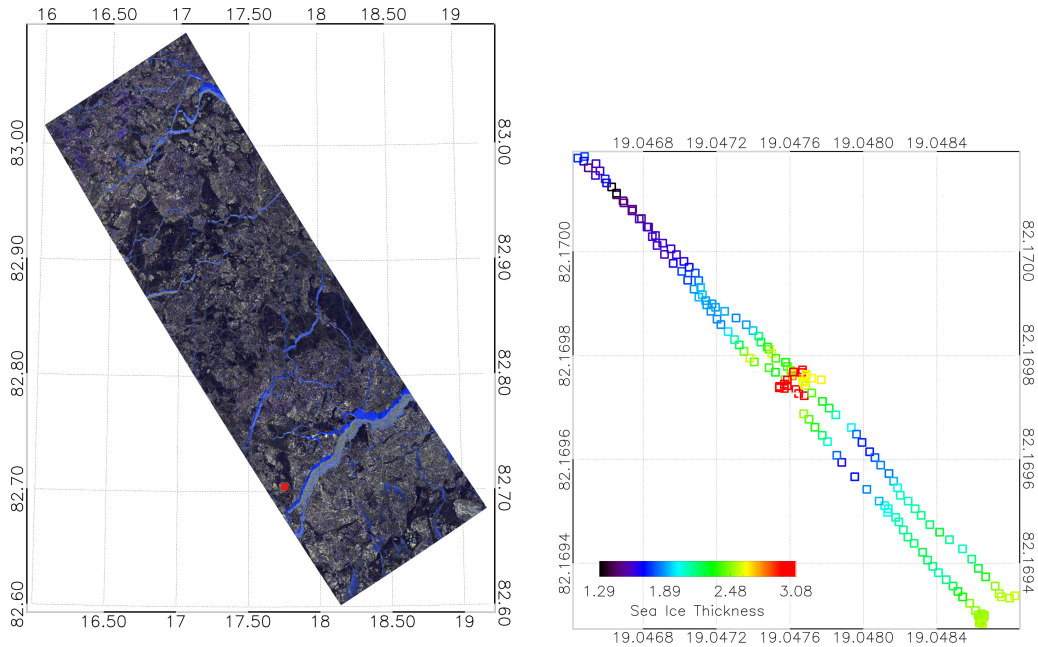 16 16.50 17 17.50 18 18.50 19
83.00 83.00
82.90 82.90
82.80 82.80
82.70 82.70
82.60 82.60
16.50 17 17.50 18 18.50 19
19.0468 19.0472 19.0476 19.0480 19.0484
82.1700 82.1700
82.1698 82.1698
82.1696 82.1696
82.1694 82.1694
1.29 1.899 2.48 3.08
Sea Ice Thickness
19.0468 19.0472 19.0476 19.0480 19.0484